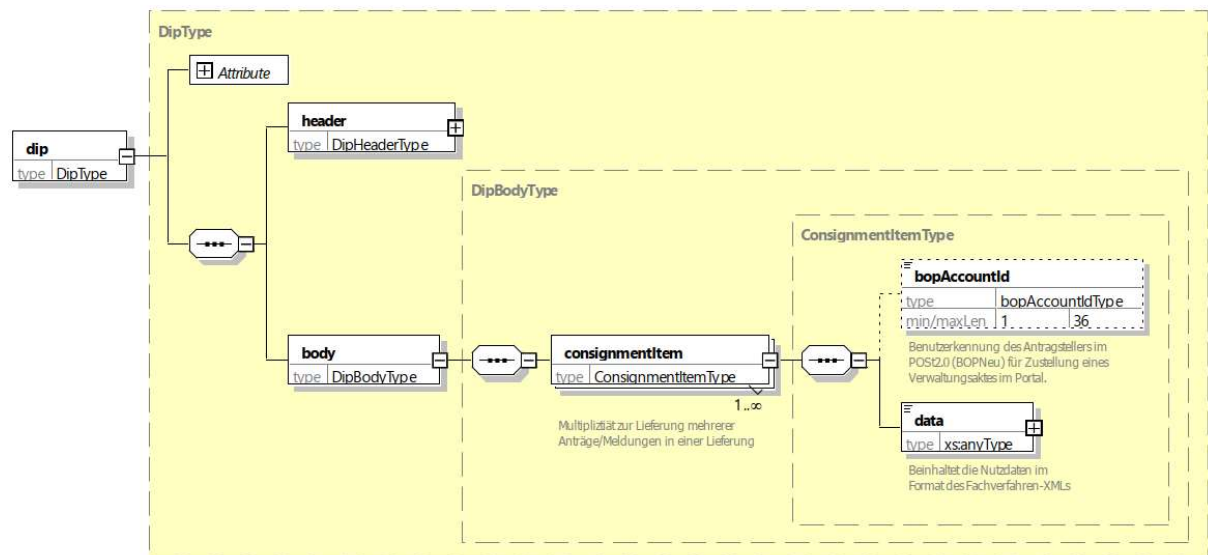 DipType
Attribute
header
type DipHeaderType
dip
type DipType
DipBodyType
ConsignmentItemType
bopAccountId
type bopAccountIdType
min/maxLen 1 36
Benutzerkennung des Antragstellers im
POSt2.0 (BOPNeu) für Zustellung eines
Verwaltungsaktes im Portal.
body
type DipBodyType
consignmentItem
type ConsignmentItemType
1..∞
Multipliztiät zur Lieferung mehrerer
Anträge/Meldungen in einer Lieferung
data
type xs:anyType
Beinhaltet die Nutzdaten im
Format des Fachverfahren-XMLs